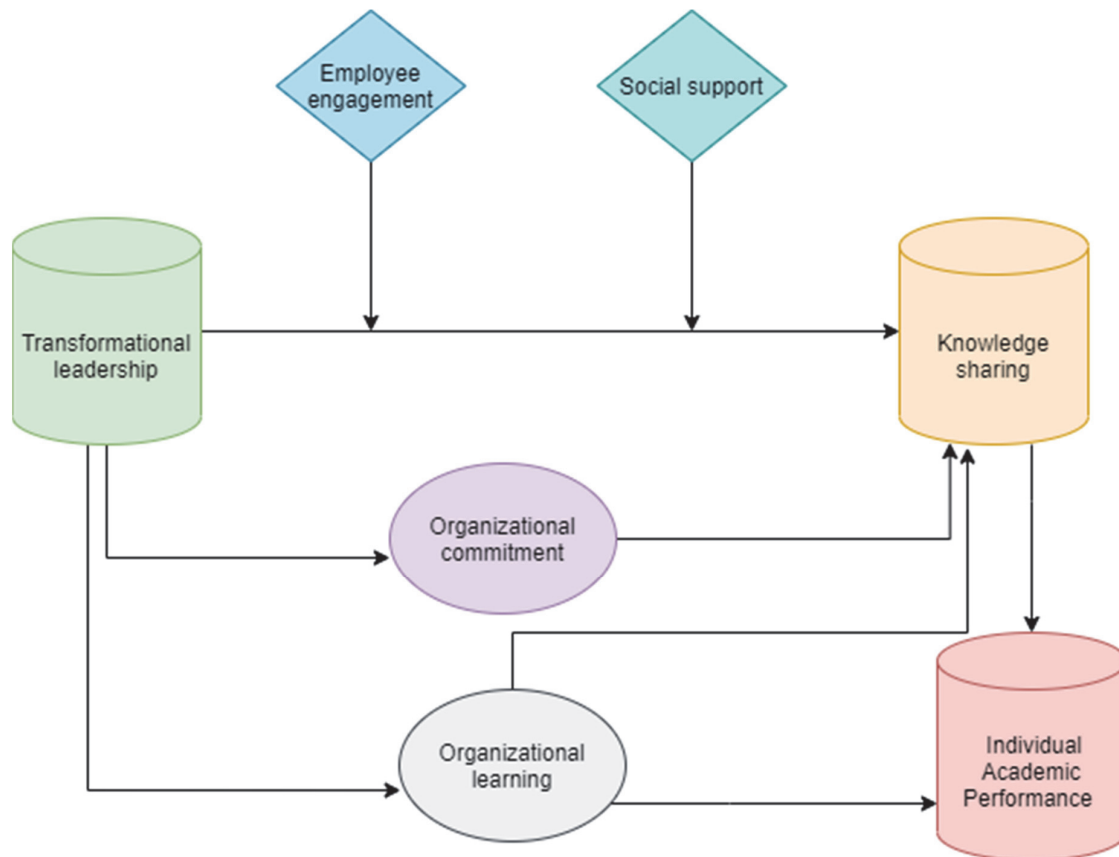 Employee
engagement
Social support
Transformational
leadership
Knowledge
sharing
Organizational
commitment
Organizational
learning
Individual
Academic
Performance